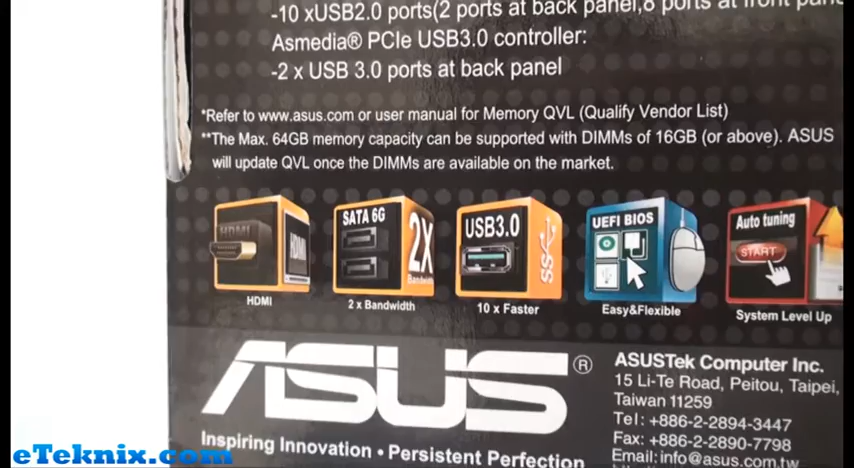 -10 xUSB2.0 ports(2 ports at back panel,8 ports at front
Asmedia® PCIe USB3.0 controller:
-2 x USB 3.0 ports at back panel
*Refer to www.asus.com or user manual for Memory QVL (Qualify Vendor List)
**The Max. 64GB memory capacity can be supported with DIMMs of 16GB (or above). ASUS
will update QVL once the DIMMs are available on the market.
HDMI HDMI
SATA 6G 2X
USB3.0
UEFI BIOS
Auto tuning
START
HDMI
2 x Bandwidth
10 x Faster
Easy&Flexible
System Level Up
ASUS®
Inspiring Innovation • Persistent Perfection
ASUSTek Computer Inc.
15 Li-Te Road, Peitou, Taipei,
Taiwan 11259
Tel: +886-2-2894-3447
Fax: +886-2-2890-7798
Email:info@asus.com.tw
eTeknix.com